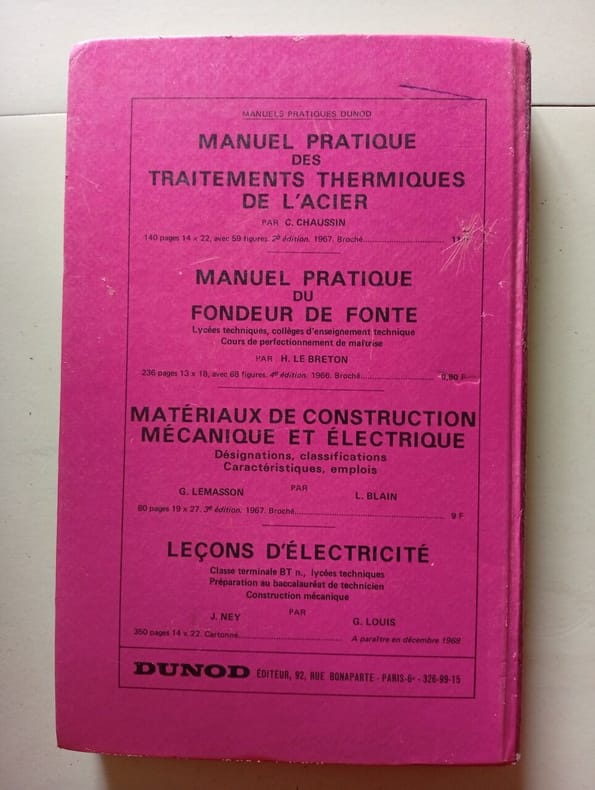 MANUELS PRATIQUES DUNOD
MANUEL PRATIQUE
DES
TRAITEMENTS THERMIQUES
DE L'ACIER
PAR C. CHAUSSIN
140 pages 14 x 22, avec 59 figures. 2e édition. 1967. Broché
MANUEL PRATIQUE
DU
FONDEUR DE FONTE
Lycées techniques, collèges d'enseignement technique
Cours de perfectionnement de maîtrise
PAR H. LE BRETON
236 pages 13 x 18, avec 68 figures. 4e édition. 1966. Broché 9,80 F
MATÉRIAUX DE CONSTRUCTION
MÉCANIQUE ET ÉLECTRIQUE
Désignations, classifications
Caractéristiques, emplois
PAR
G. LEMASSON L. BLAIN
80 pages 19 x 27. 3e édition. 1967. Broché 9 F
LEÇONS D'ÉLECTRICITÉ
Classe terminale BT n., lycées techniques
Préparation au baccalauréat de technicien
Construction mécanique
PAR
J. NEY G. LOUIS
350 pages 14 x 22. Cartonné A paraître en décembre 1968
DUNOD ÉDITEUR, 92, RUE BONAPARTE - PARIS-6e - 326-99-15